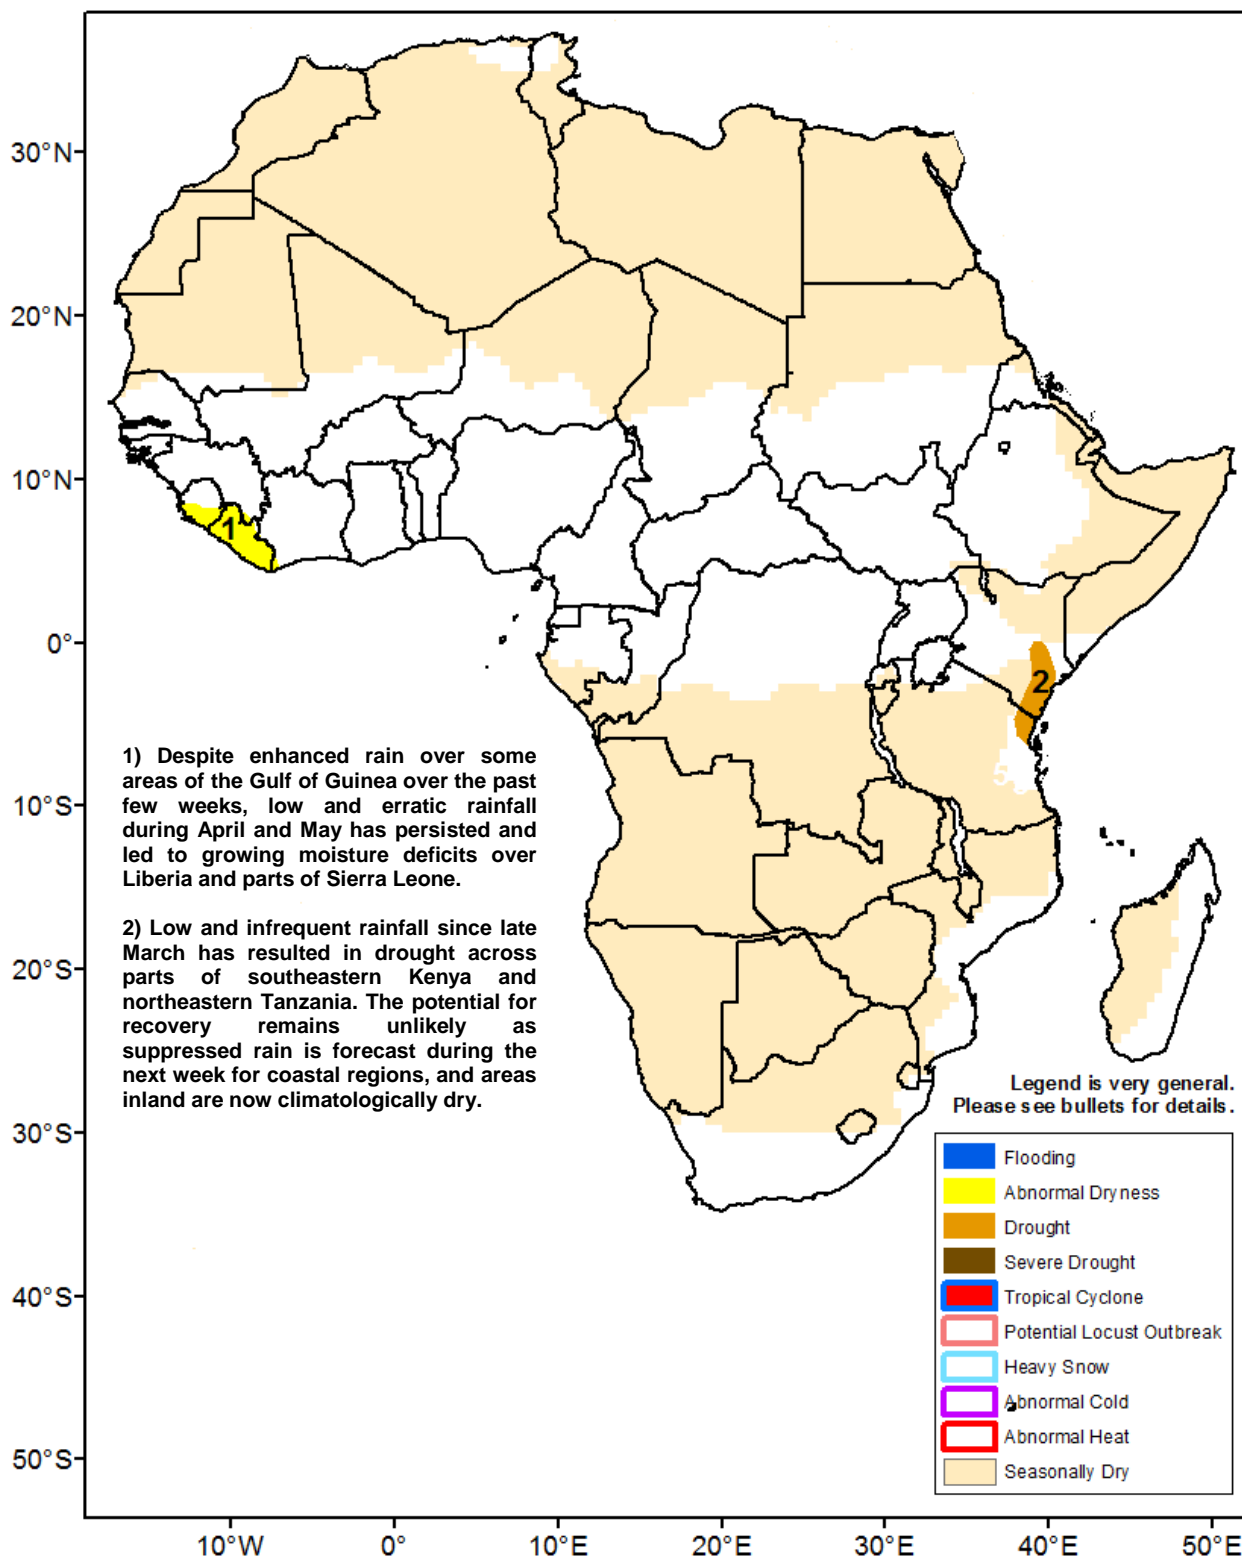 30°N
20°N
10°N
0°
10°S
20°S
30°S
40°S
50°S
1
2
1) Despite enhanced rain over some
areas of the Gulf of Guinea over the past
few weeks, low and erratic rainfall
during April and May has persisted and
led to growing moisture deficits over
Liberia and parts of Sierra Leone.
2) Low and infrequent rainfall since late
March has resulted in drought across
parts of southeastern Kenya and
northeastern Tanzania. The potential for
recovery remains unlikely as
suppressed rain is forecast during the
next week for coastal regions, and areas
inland are now climatologically dry.
Legend is very general.
Please see bullets for details.
Flooding
Abnormal Dryness
Drought
Severe Drought
Tropical Cyclone
Potential Locust Outbreak
Heavy Snow
Abnormal Cold
Abnormal Heat
Seasonally Dry
10°W
0°
10°E
20°E
30°E
40°E
50°E